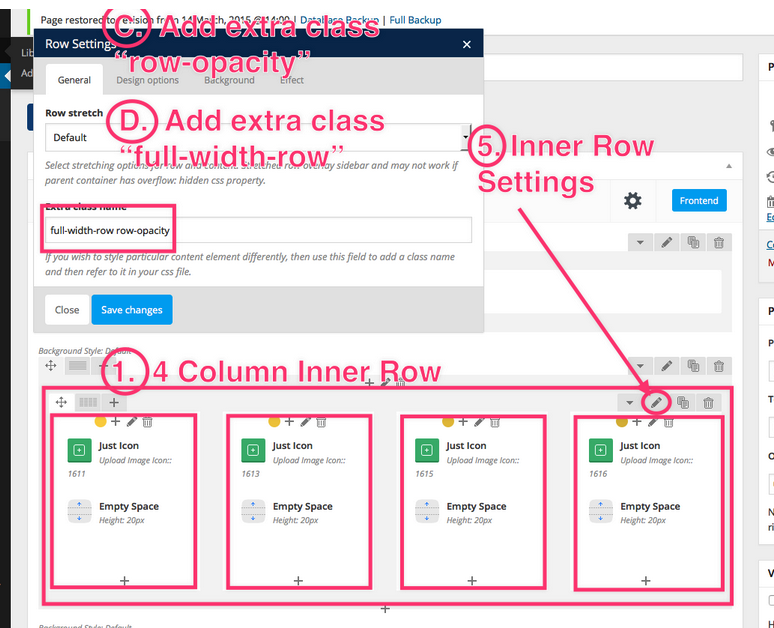 Page restored to revision from 14 March, 2015 @ 14:00 | Database Backup | Full Backup
C. Add extra class
"row-opacity"
Row Settings
×
Lib
Ad
General
Design options
Background
Effect
D. Add extra class
"full-width-row"
Row stretch
Default
Select stretching options for row and content. Stretched row overlay sidebar and may not work if
parent container has overflow: hidden css property.
5. Inner Row
Settings
Extra class name
full-width-row row-opacity
If you wish to style particular content element differently, then use this field to add a class name
and then refer to it in your css file.
Close
Save changes
Frontend
Background Style: Default
1. 4 Column Inner Row
Just Icon
Upload Image Icon::
1611
Empty Space
Height: 20px
Just Icon
Upload Image Icon::
1613
Empty Space
Height: 20px
Just Icon
Upload Image Icon::
1615
Empty Space
Height: 20px
Just Icon
Upload Image Icon::
1616
Empty Space
Height: 20px
Background Style: Default